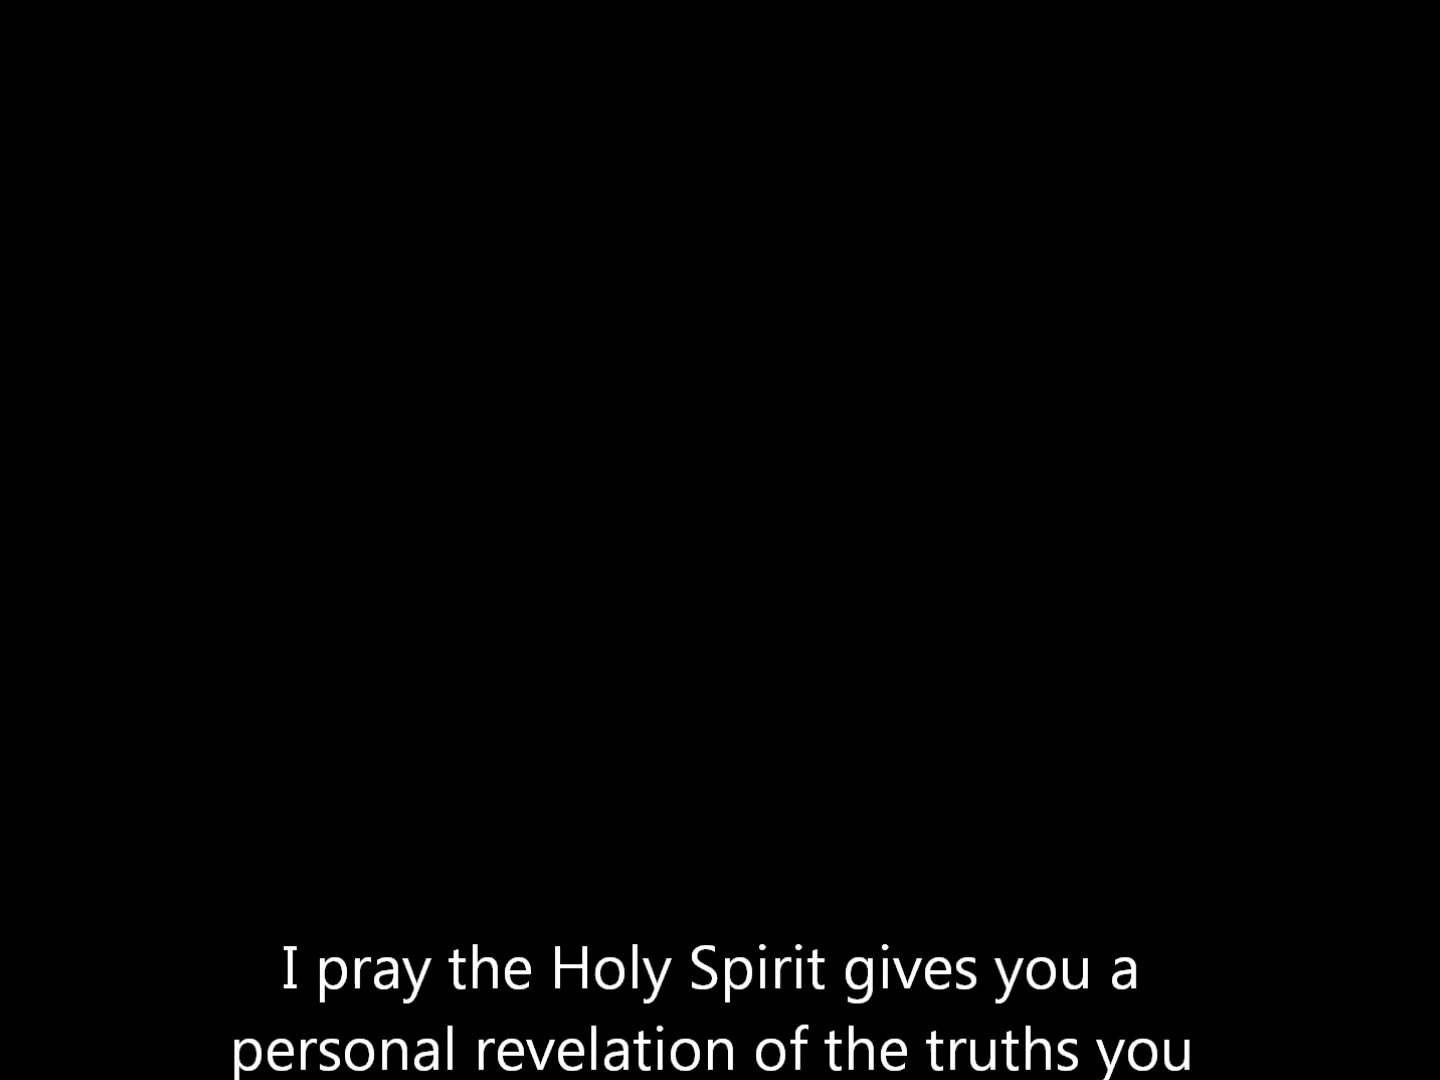 I pray the Holy Spirit gives you a
personal revelation of the truths you